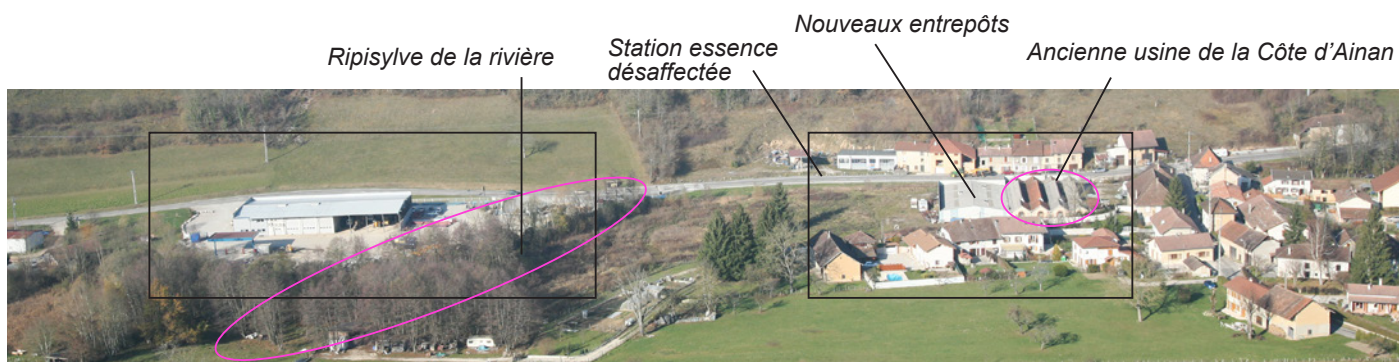 Ripisylve de la rivière
Station essence
désaffectée
Nouveaux entrepôts
Ancienne usine de la Côte d'Ainan